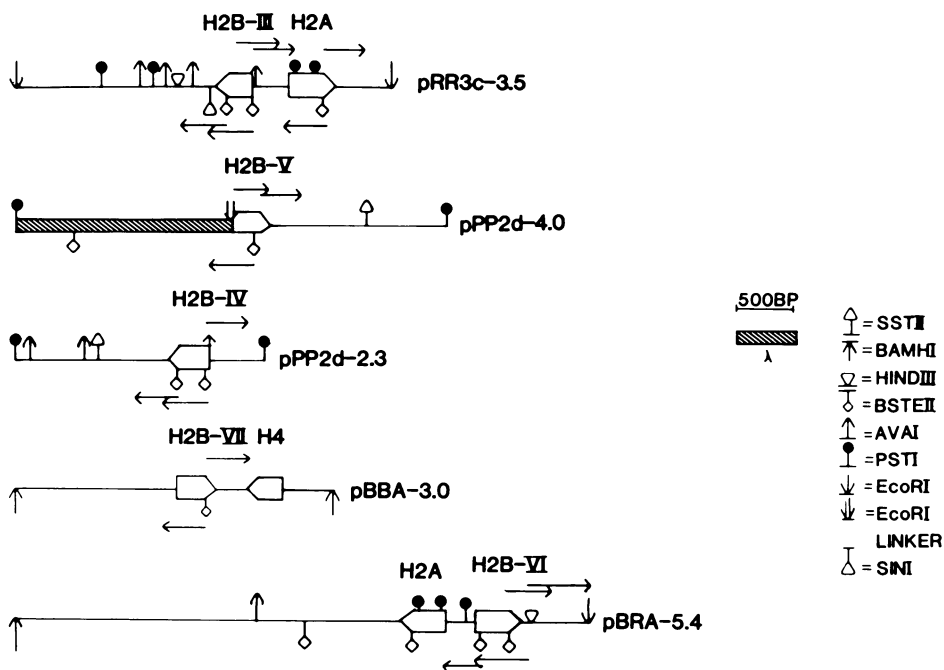 H2B-III H2A
pRR3c-3.5
H2B-V
pPP2d-4.0
H2B-IV
pPP2d-2.3
H2B-VII H4
pBBA-3.0
H2A H2B-VI
pBRA-5.4
500BP
λ
=SSTII
=BAMHI
=HINDIII
=BSTEII
=AVAI
=PSTI
=EcoRI
=EcoRI
LINKER
=SINI